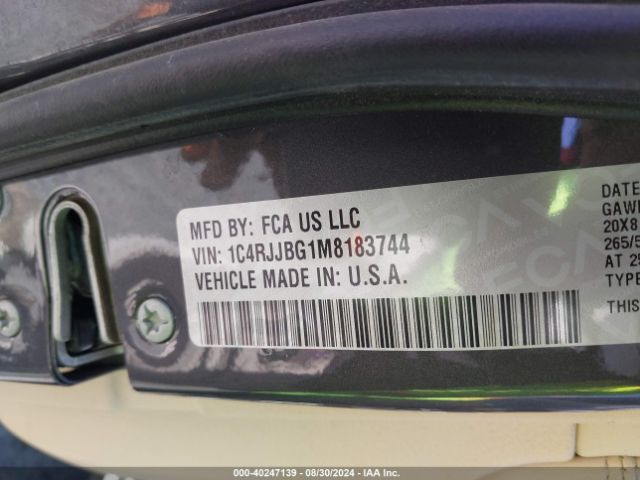 MFD BY: FCA US LLC
VIN: 1C4RJJBG1M8183744
VEHICLE MADE IN: U.S.A.
DATE
GAW
20X8
265/5
AT 25
TYPE
THIS
000-40247139 - 08/30/2024 - IAA Inc.